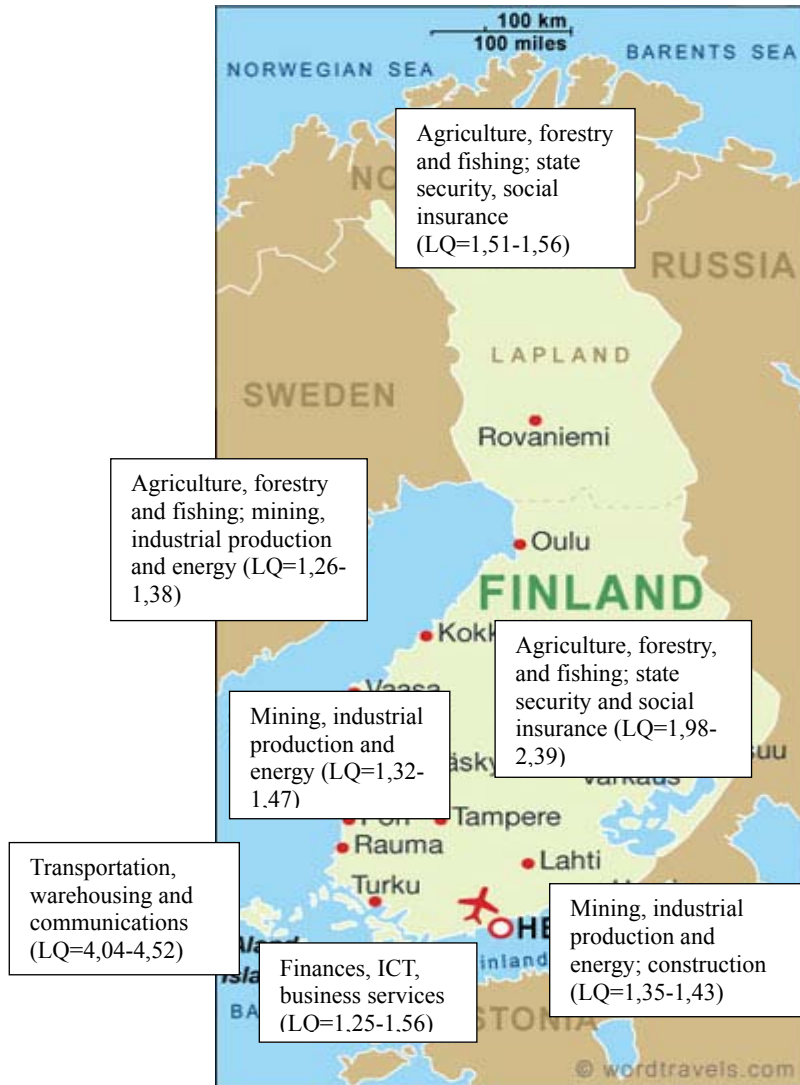 100 km
100 miles
NORWEGIAN SEA
BARENTS SEA
Agriculture, forestry
and fishing; state
security, social
insurance
(LQ=1,51-1,56)
RUSSIA
LAPLAND
SWEDEN
Rovaniemi
Agriculture, forestry
and fishing; mining,
industrial production
and energy (LQ=1,26-
1,38)
Oulu
FINLAND
Agriculture, forestry,
and fishing; state
security and social
insurance (LQ=1,98-
2,39)
Vaasa
Mining, industrial
production and
energy (LQ=1,32-
1,47)
Varkaus
Tampere
Rauma
Lahti
Turku
Transportation,
warehousing and
communications
(LQ=4,04-4,52)
Mining, industrial
production and
energy; construction
(LQ=1,35-1,43)
Finances, ICT,
business services
(LQ=1,25-1,56)
© wordtravels.com